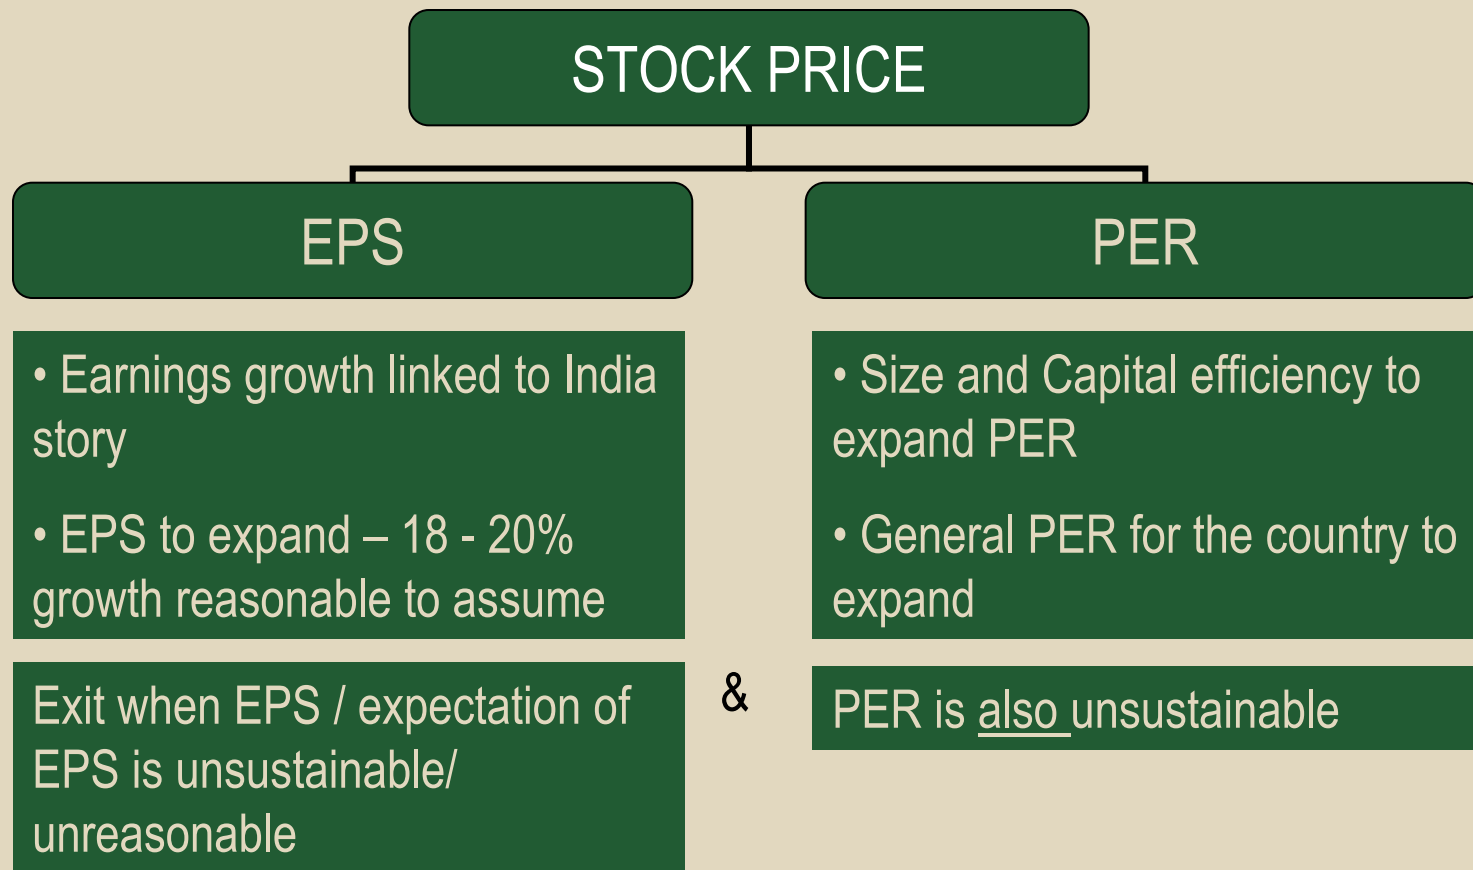 STOCK PRICE
EPS
PER
• Earnings growth linked to India
story
• EPS to expand – 18 - 20%
growth reasonable to assume
• Size and Capital efficiency to
expand PER
• General PER for the country to
expand
Exit when EPS / expectation of
EPS is unsustainable/
unreasonable
&
PER is also unsustainable